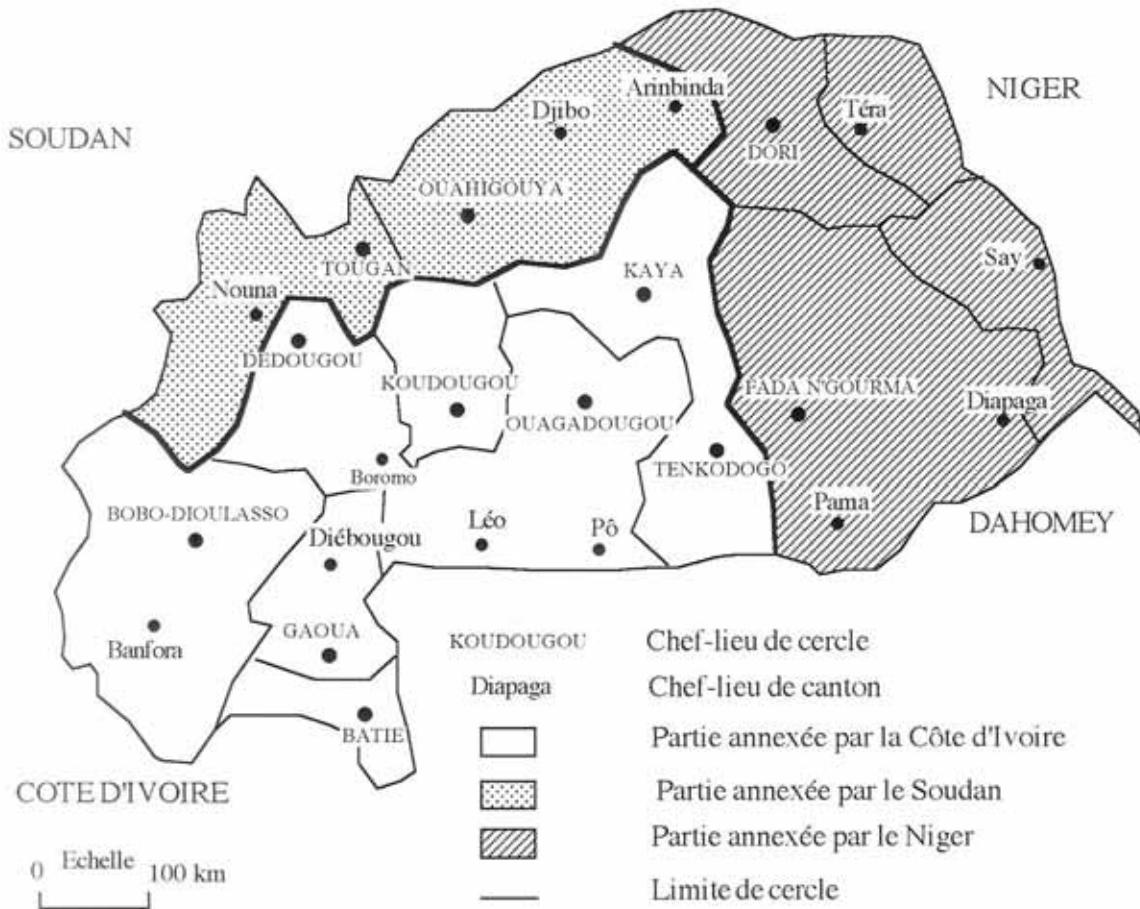 NIGER
SOUDAN
Arinbinda
Djibo
Téra
DORI
OUAHIGOUYA
TOUGAN
Say
KAYA
Nouna
DEDOUGOU
KOUDOUGOU
FADA N'GOURMA
Diapaga
OUAGADOUGOU
TENKODOGO
Boromo
Pama
BOBO-DIOULASSO
DAHOMEY
Diébougou
Léo
Pô
GAOUA
Banfora
BATIE
COTE D'IVOIRE
0 Echelle 100 km
KOUDOUGOU Chef-lieu de cercle
Diapaga Chef-lieu de canton
Partie annexée par la Côte d'Ivoire
Partie annexée par le Soudan
Partie annexée par le Niger
Limite de cercle